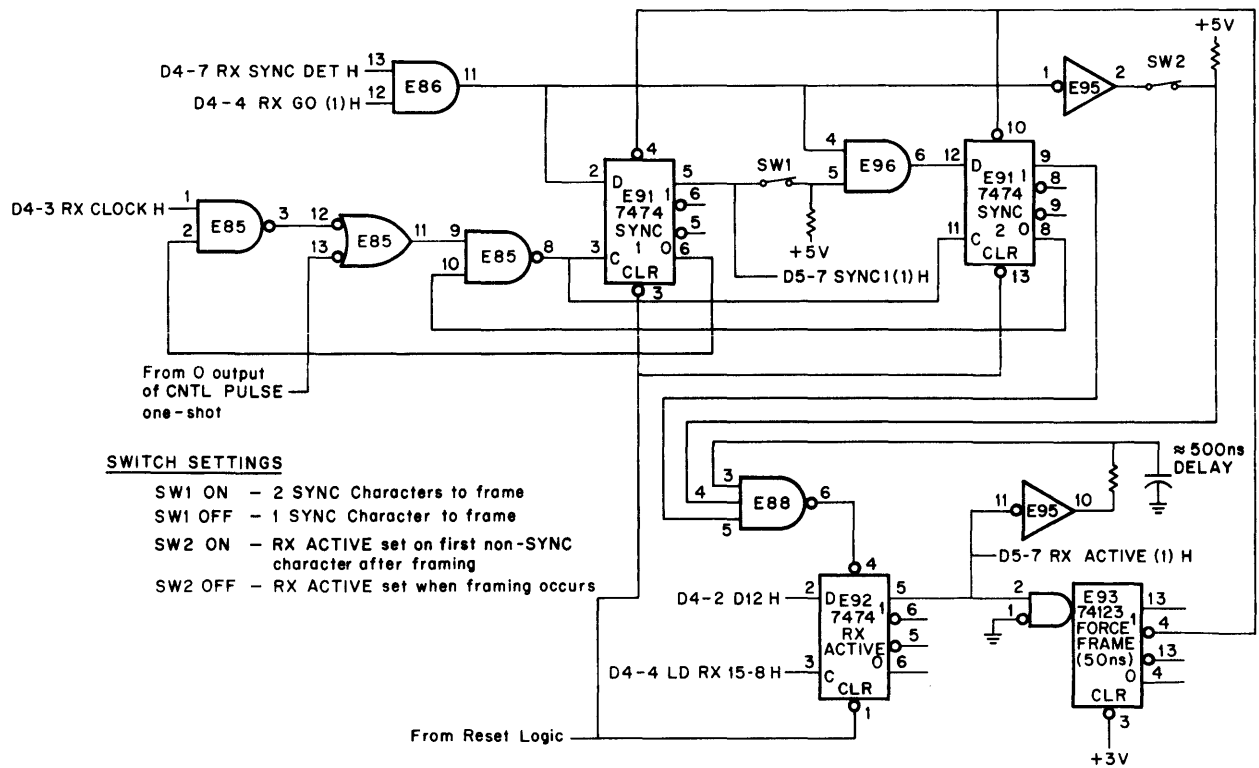 +5V
D4-7 RX SYNC DET H 13
D4-4 RX GO (1) H 12
E86
11
1
E95
2
SW2
4
10
2
D
5
E91 1
7474
6
SYNC
5
1
0
6
C
3
CLR
3
SW1
4
5
E96
6
+5V
12
D
9
E91 1
7474
8
SYNC
9
2
0
8
11
C
CLR
13
D4-3 RX CLOCK H
1
2
E85
3
12
13
E85
11
9
10
E85
8
D5-7 SYNC1(1) H
From 0 output
of CNTL PULSE
one-shot
SWITCH SETTINGS
SW1 ON – 2 SYNC Characters to frame
SW1 OFF – 1 SYNC Character to frame
SW2 ON – RX ACTIVE set on first non-SYNC
character after framing
SW2 OFF – RX ACTIVE set when framing occurs
3
4
5
E88
6
≈500ns
DELAY
11
E95
10
D5-7 RX ACTIVE (1) H
4
D4-2 D12 H
2
D
E92
5
7474
1
6
RX
ACTIVE
5
0
6
D4-4 LD RX 15-8 H
3
C
CLR
1
2
1
E93
13
74123
1
4
FORCE
FRAME
13
(50ns)
0
4
CLR
3
+3V
From Reset Logic